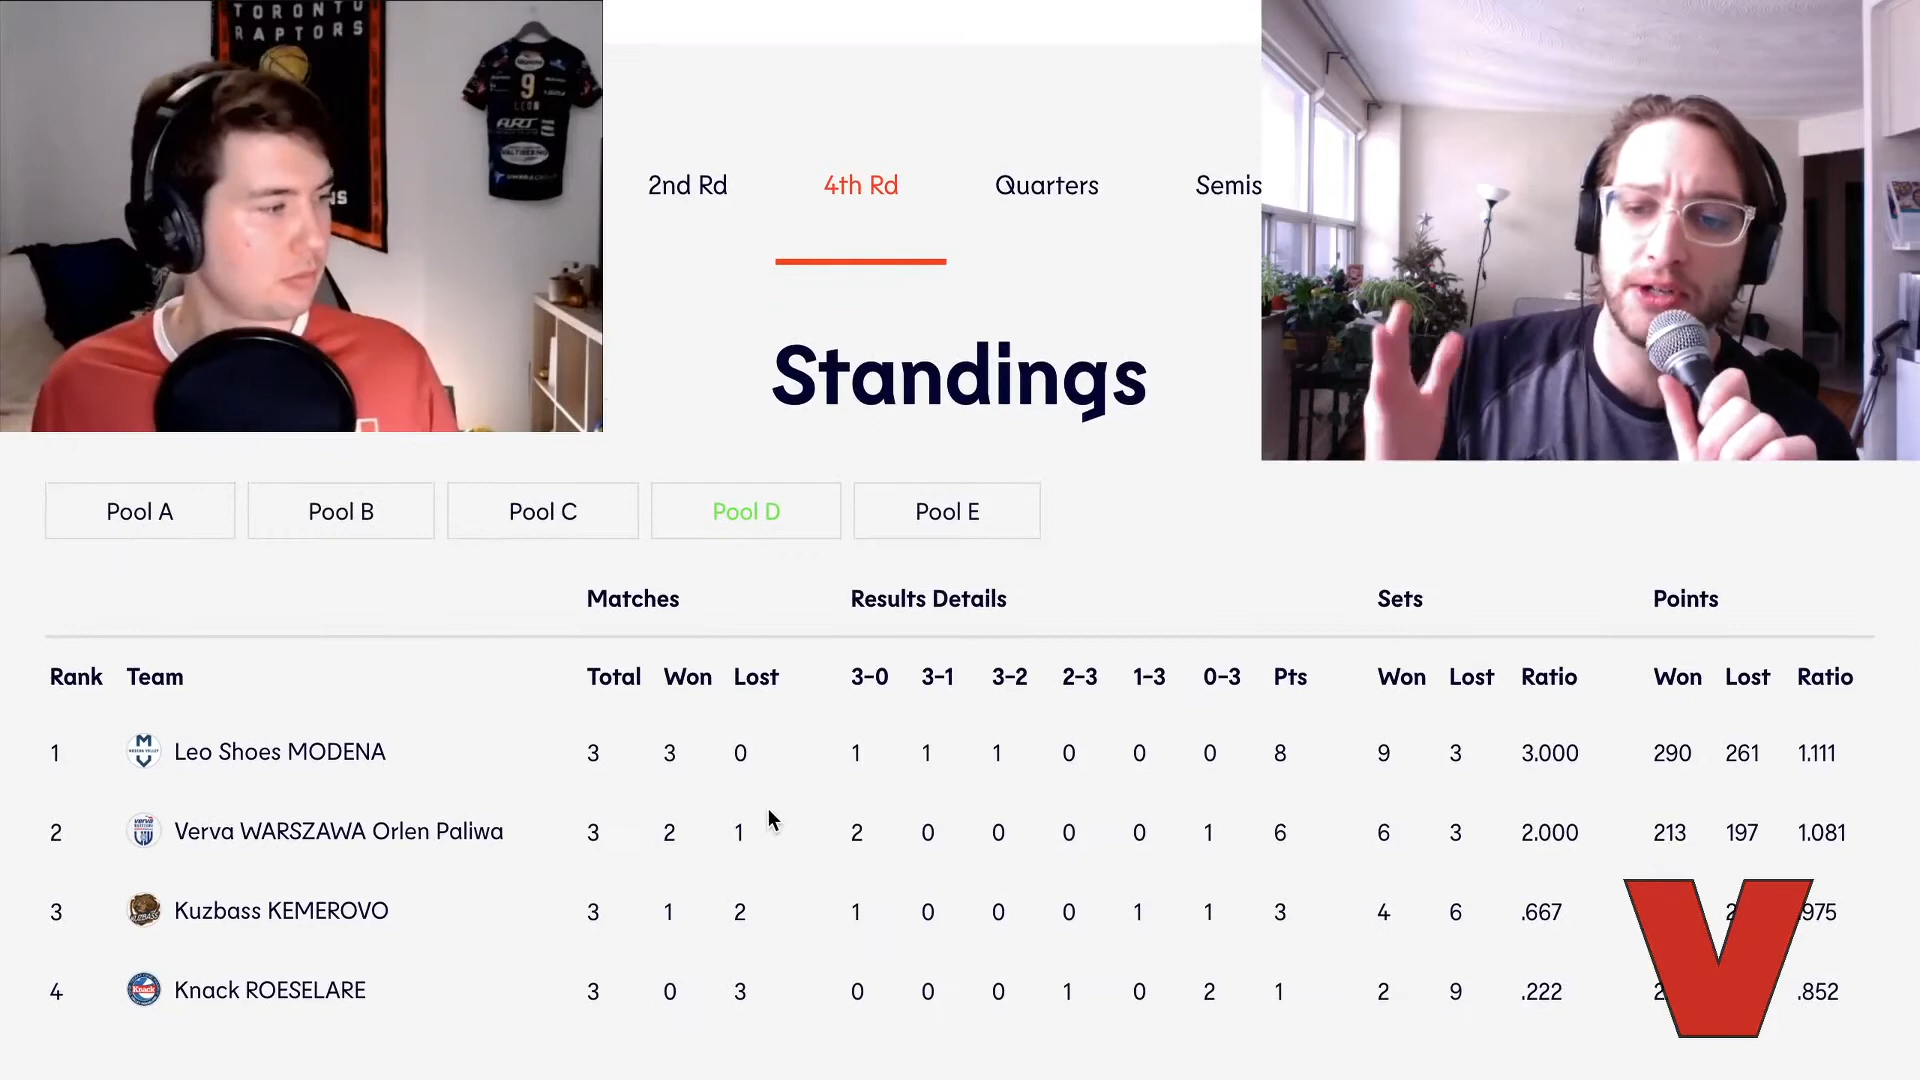 TORONTO
RAPTORS
9
LEON
ART
2nd Rd
4th Rd
Quarters
Semis
Standings
Pool A
Pool B
Pool C
Pool D
Pool E
Matches Results Details Sets Points
Rank Team Total Won Lost 3-0 3-1 3-2 2-3 1-3 0-3 Pts Won Lost Ratio Won Lost Ratio
1 Leo Shoes MODENA 3 3 0 1 1 1 0 0 0 8 9 3 3.000 290 261 1.111
2 Verva WARSZAWA Orlen Paliwa 3 2 1 2 0 0 0 0 1 6 6 3 2.000 213 197 1.081
3 Kuzbass KEMEROVO 3 1 2 1 0 0 0 1 1 3 4 6 .667 975
4 Knack ROESELARE 3 0 3 0 0 0 1 0 2 1 2 9 .222 .852
V